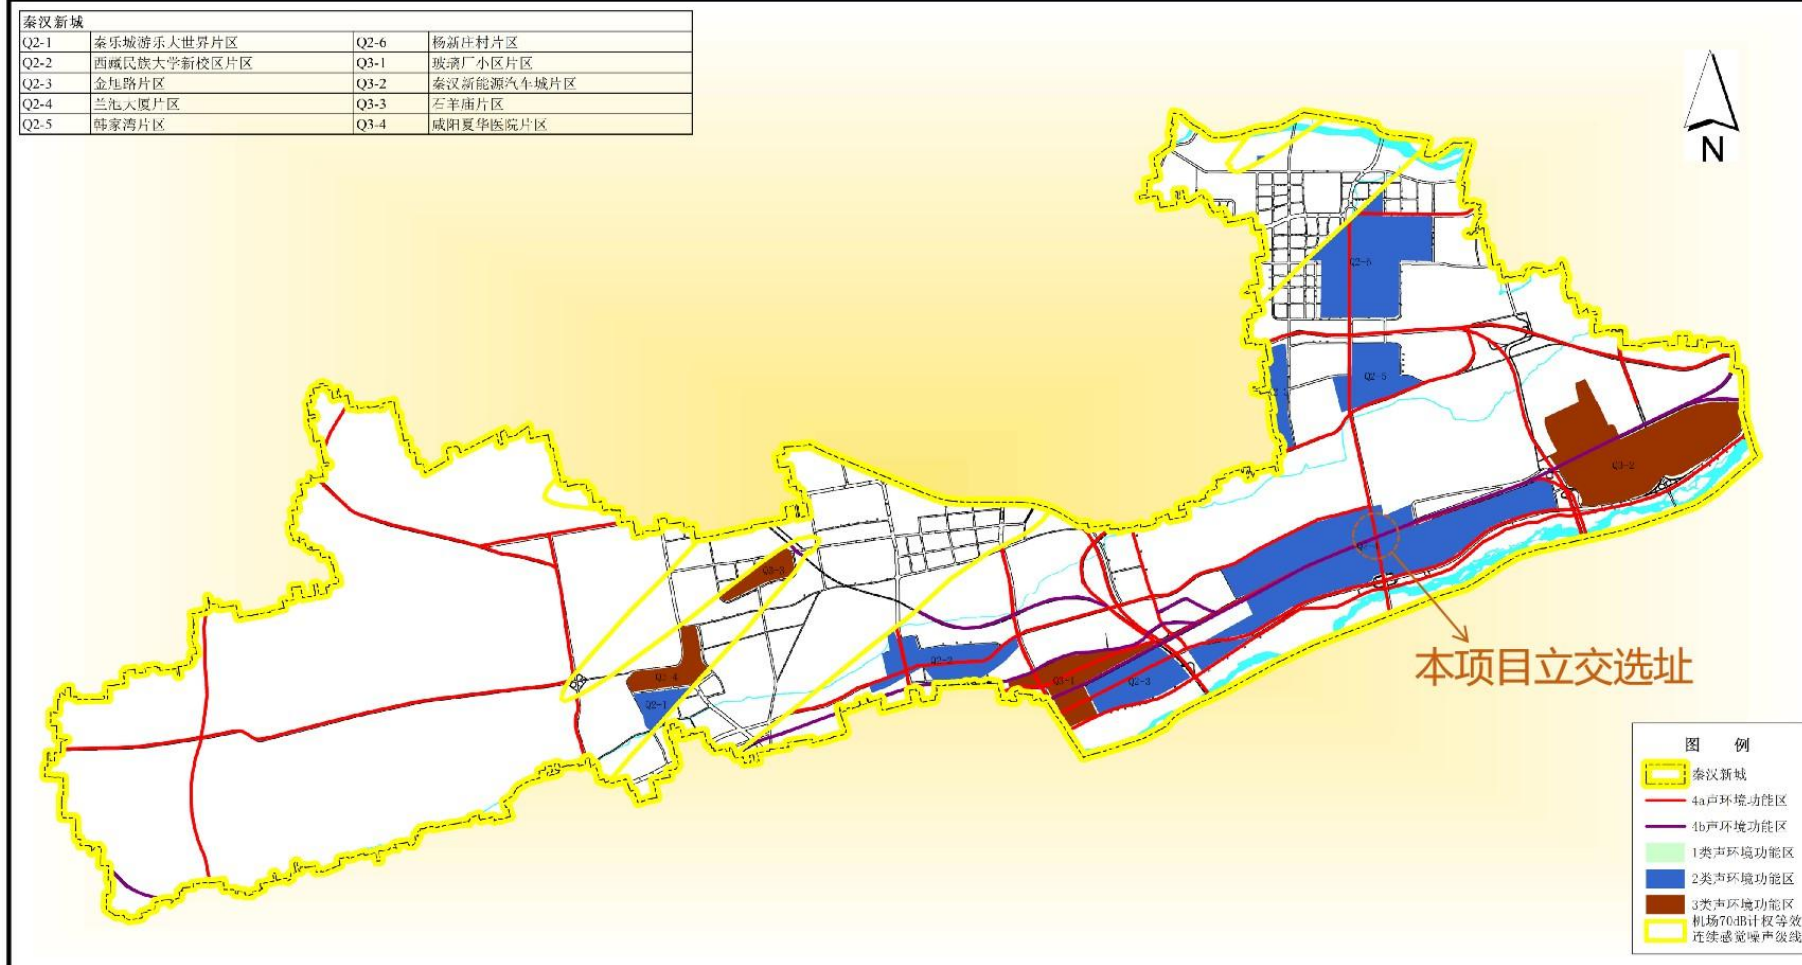 秦汉新城
Q2-1 秦乐城游乐大世界片区 Q2-6 杨新庄村片区
Q2-2 西藏民族大学新校区片区 Q3-1 玻璃厂小区片区
Q2-3 金旭路片区 Q3-2 秦汉新能源汽车城片区
Q2-4 兰池大厦片区 Q3-3 石羊庙片区
Q2-5 韩家湾片区 Q3-4 咸阳夏华医院片区
N
Q2-5
Q3-2
Q3-3
Q2-2
Q3-4
Q3-1
Q2-3
Q2-1
本项目立交选址
图 例
秦汉新城
4a声环境功能区
4b声环境功能区
1类声环境功能区
2类声环境功能区
3类声环境功能区
机场70dB计权等效
连续感觉噪声级线